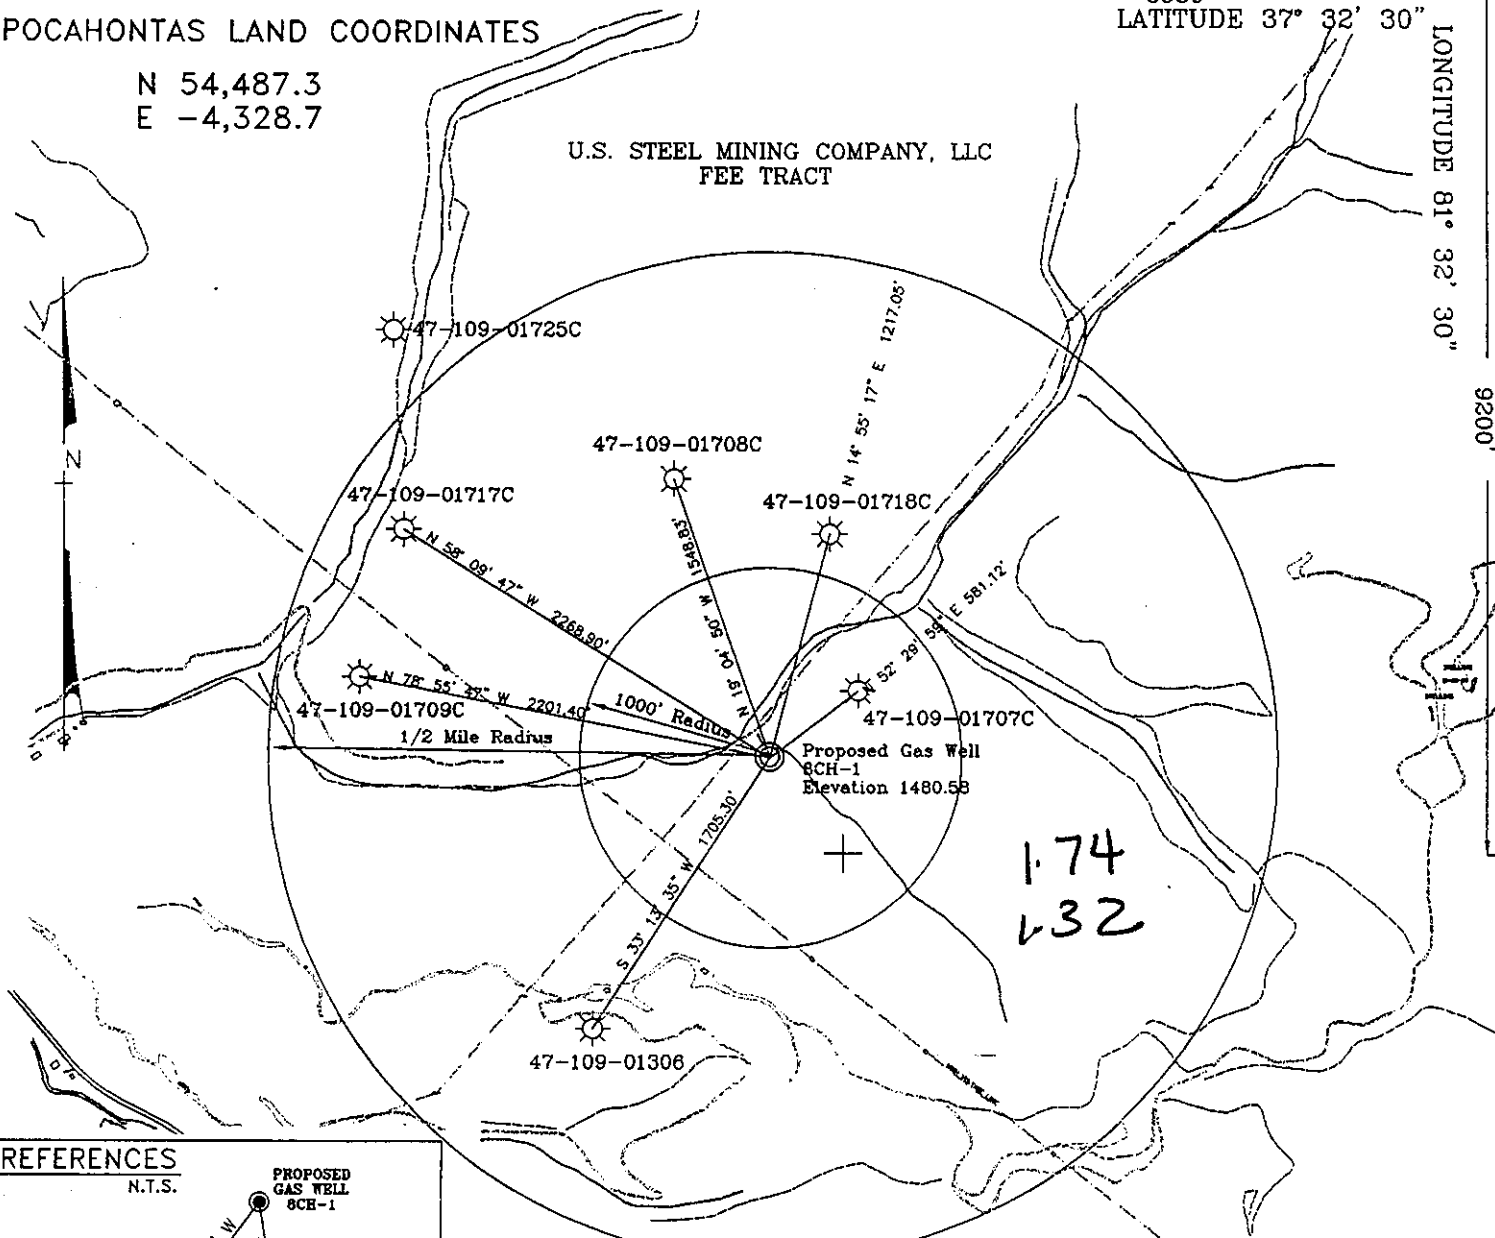 POCAHONTAS LAND COORDINATES
N 54,487.3
E -4,328.7
LATITUDE 37° 32' 30"
LONGITUDE 81° 32' 30"
9200'
U.S. STEEL MINING COMPANY, LLC
FEE TRACT
N
47-109-01725C
47-109-01708C
47-109-01717C
47-109-01718C
N 14° 55' 17" E 1217.05'
N 58° 09' 47" W 2268.90'
N 19° 04' 50" W 1548.83'
N 52° 29' 59" E 581.12'
N 78° 55' 47" W 2201.40'
47-109-01709C
1000' Radius
1/2 Mile Radius
47-109-01707C
Proposed Gas Well
8CH-1
Elevation 1480.58
S 33° 13' 35" W 1705.30'
1.74
1.32
47-109-01306
REFERENCES
N.T.S.
PROPOSED
GAS WELL
8CH-1
W